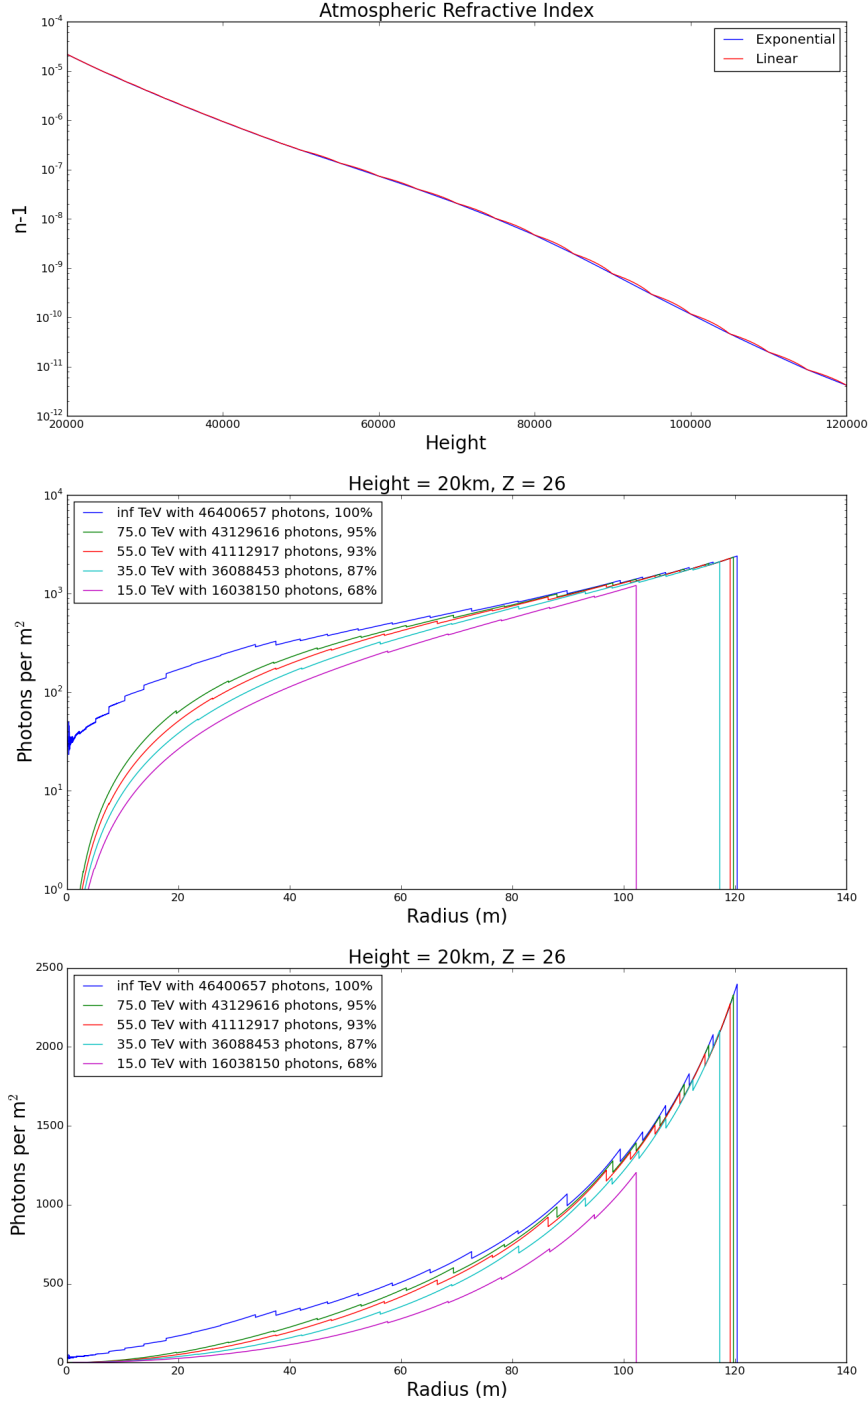 Atmospheric Refractive Index
Exponential
Linear
n-1
10^-4
10^-5
10^-6
10^-7
10^-8
10^-9
10^-10
10^-11
10^-12
20000 40000 60000 80000 100000 120000
Height
Height = 20km, Z = 26
inf TeV with 46400657 photons, 100%
75.0 TeV with 43129616 photons, 95%
55.0 TeV with 41112917 photons, 93%
35.0 TeV with 36088453 photons, 87%
15.0 TeV with 16038150 photons, 68%
Photons per m^2
10^4
10^3
10^2
10^1
10^0
0 20 40 60 80 100 120 140
Radius (m)
Height = 20km, Z = 26
inf TeV with 46400657 photons, 100%
75.0 TeV with 43129616 photons, 95%
55.0 TeV with 41112917 photons, 93%
35.0 TeV with 36088453 photons, 87%
15.0 TeV with 16038150 photons, 68%
Photons per m^2
2500
2000
1500
1000
500
0
0 20 40 60 80 100 120 140
Radius (m)